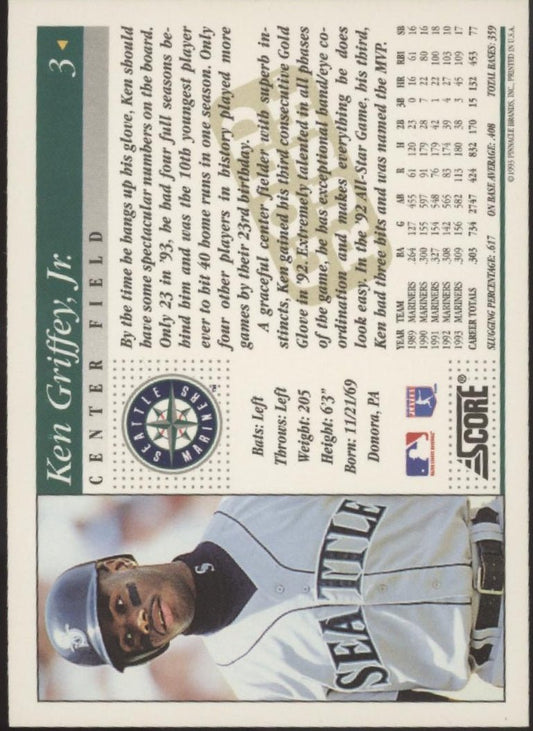 Ken Griffey, Jr.
3
CENTER FIELD
SEATTLE
MARINERS
TM
Bats: Left
Throws: Left
Weight: 205
Height: 6'3"
Born: 11/21/69
Donora, PA
MAJOR LEAGUE BASEBALL
PLAYERS
SCORE®
By the time he hangs up his glove, Ken should
have some spectacular numbers on the board.
Only 23 in '93, he had four full seasons be-
hind him and was the 10th youngest player
ever to hit 40 home runs in one season. Only
four other players in history played more
games by their 23rd birthday.
A graceful center fielder with superb in-
stincts, Ken gained his third consecutive Gold
Glove in '92. Extremely talented in all phases
of the game, he has exceptional hand/eye co-
ordination and makes everything he does
look easy. In the '92 All-Star Game, his third,
Ken had three hits and was named the MVP.
YEAR TEAM BA G AB R H 2B 3B HR RBI SB
1989 MARINERS .264 127 455 61 120 23 0 16 61 16
1990 MARINERS .300 155 597 91 179 28 7 22 80 16
1991 MARINERS .327 154 548 76 179 42 1 22 100 18
1992 MARINERS .308 142 565 83 174 39 4 27 103 10
1993 MARINERS .309 156 582 113 180 38 3 45 109 17
CAREER TOTALS .303 734 2747 424 832 170 15 132 453 77
SLUGGING PERCENTAGE: .617 ON BASE AVERAGE: .408 TOTAL BASES: 359
© 1993 PINNACLE BRANDS, INC., PRINTED IN U.S.A.
S
SEATTLE